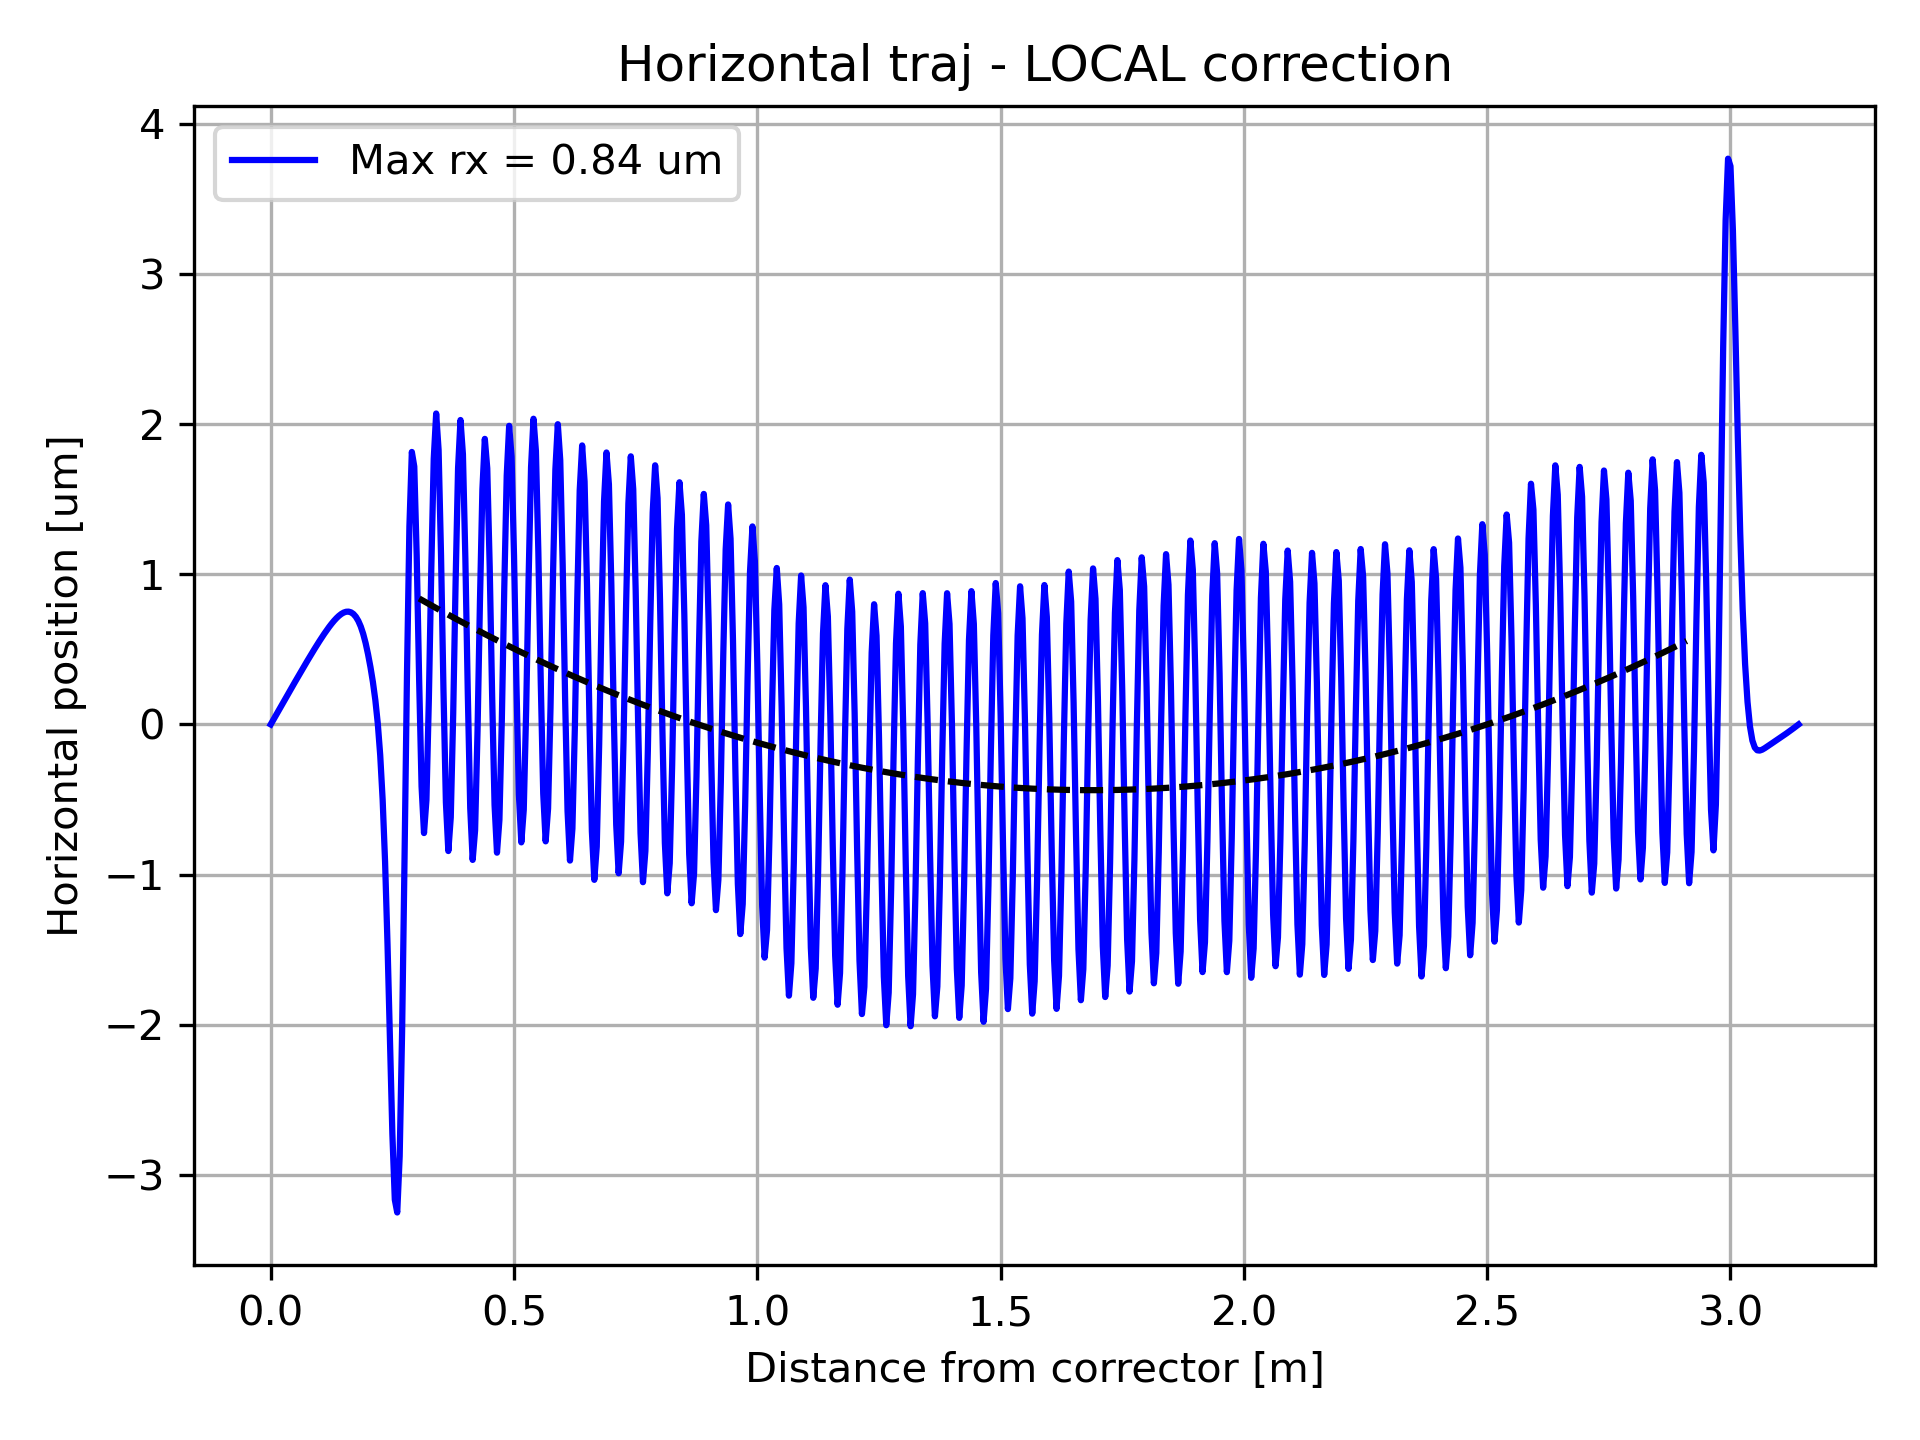 Horizontal traj - LOCAL correction
Max rx = 0.84 um
4
3
2
1
0
−1
−2
−3
Horizontal position [um]
0.0 0.5 1.0 1.5 2.0 2.5 3.0
Distance from corrector [m]